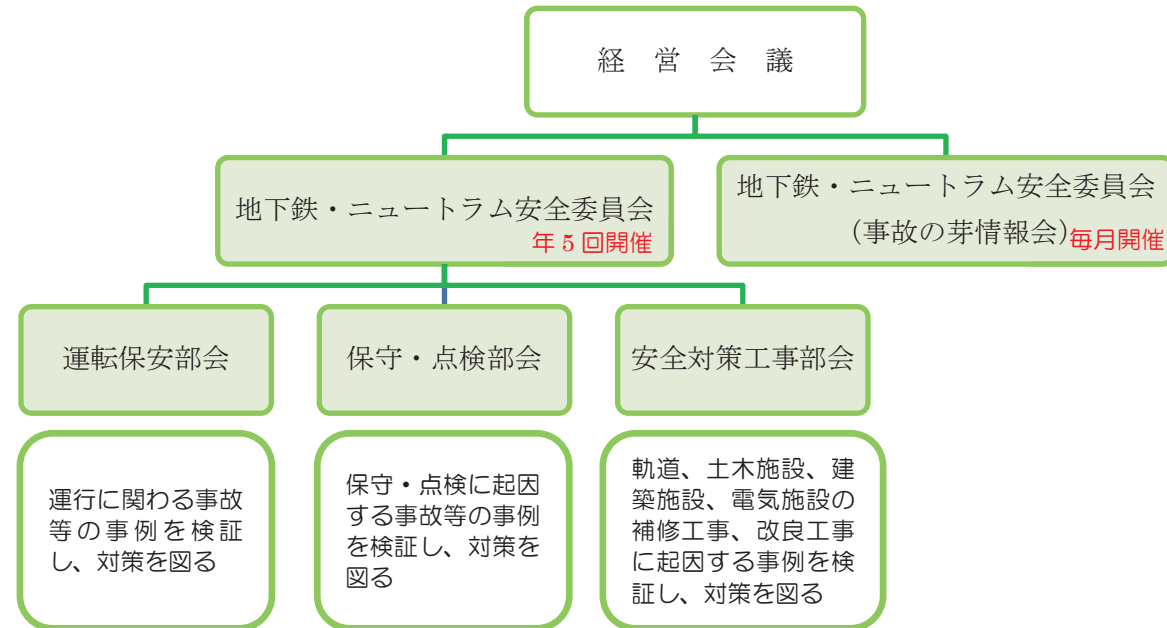 経 営 会 議
地下鉄・ニュートラム安全委員会
年 5 回開催
地下鉄・ニュートラム安全委員会
(事故の芽情報会)毎月開催
運転保安部会
保守・点検部会
安全対策工事部会
運行に関わる事故
等の事例を検証
し、対策を図る
保守・点検に起因
する事故等の事例
を検証し、対策を
図る
軌道、土木施設、建
築施設、電気施設の
補修工事、改良工事
に起因する事例を検
証し、対策を図る